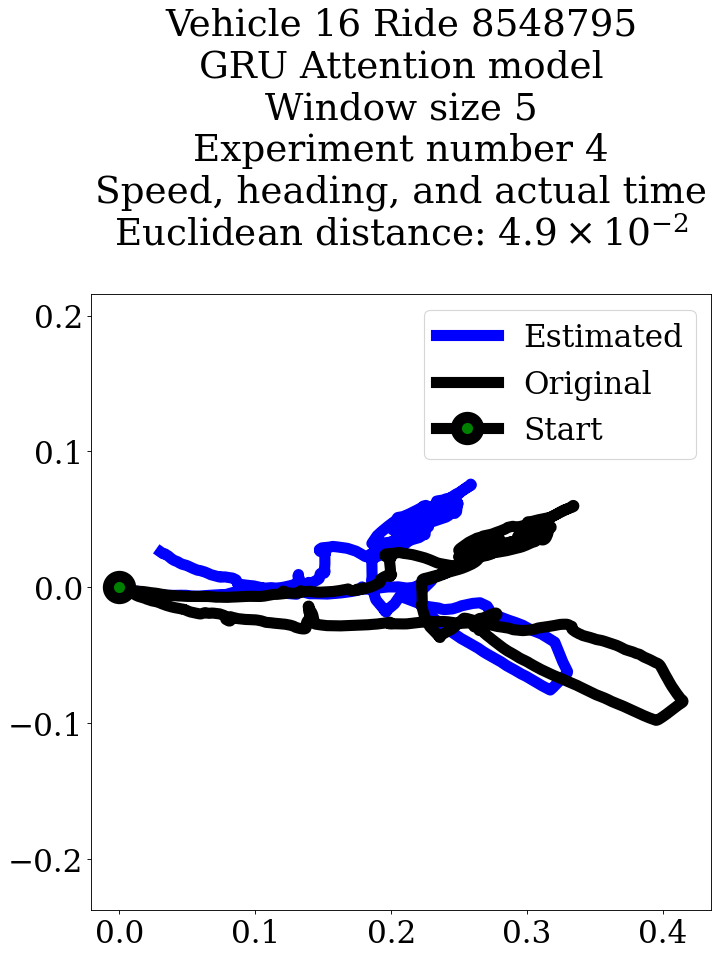 Vehicle 16 Ride 8548795
GRU Attention model
Window size 5
Experiment number 4
Speed, heading, and actual time
Euclidean distance: 4.9 × 10⁻²
Estimated
Original
Start
0.2
0.1
0.0
−0.1
−0.2
0.0 0.1 0.2 0.3 0.4